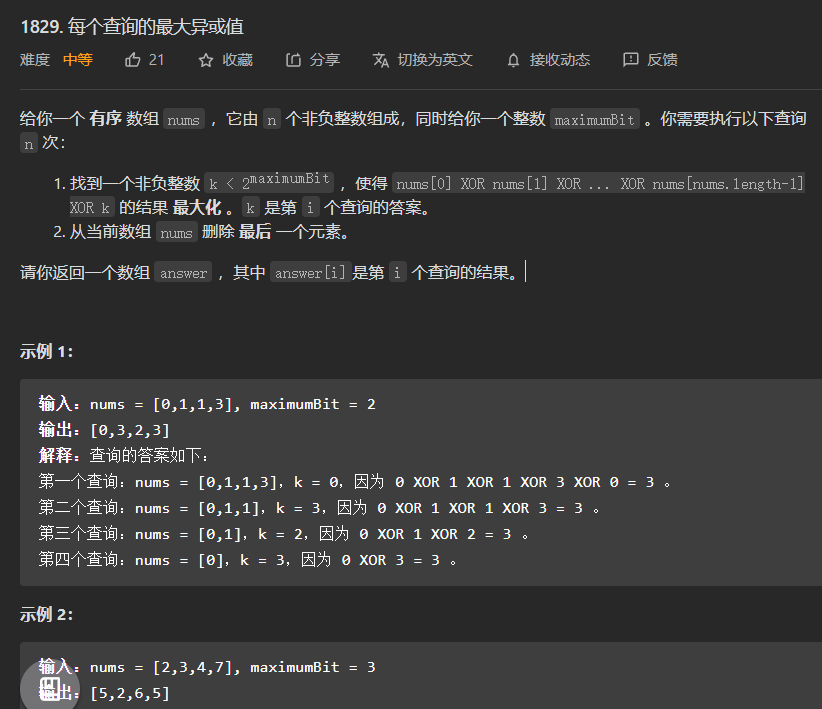 1829. 每个查询的最大异或值
难度 中等 21 收藏 分享 切换为英文 接收动态 反馈
给你一个 有序 数组 nums ，它由 n 个非负整数组成，同时给你一个整数 maximumBit 。你需要执行以下查询
n 次：
1. 找到一个非负整数 k < 2^maximumBit ，使得 nums[0] XOR nums[1] XOR ... XOR nums[nums.length-1]
XOR k 的结果 最大化 。k 是第 i 个查询的答案。
2. 从当前数组 nums 删除 最后 一个元素。
请你返回一个数组 answer ，其中 answer[i] 是第 i 个查询的结果。
示例 1：
输入：nums = [0,1,1,3], maximumBit = 2
输出：[0,3,2,3]
解释：查询的答案如下：
第一个查询：nums = [0,1,1,3]，k = 0，因为 0 XOR 1 XOR 1 XOR 3 XOR 0 = 3 。
第二个查询：nums = [0,1,1]，k = 3，因为 0 XOR 1 XOR 1 XOR 3 = 3 。
第三个查询：nums = [0,1]，k = 2，因为 0 XOR 1 XOR 2 = 3 。
第四个查询：nums = [0]，k = 3，因为 0 XOR 3 = 3 。
示例 2：
输入：nums = [2,3,4,7], maximumBit = 3
输出：[5,2,6,5]